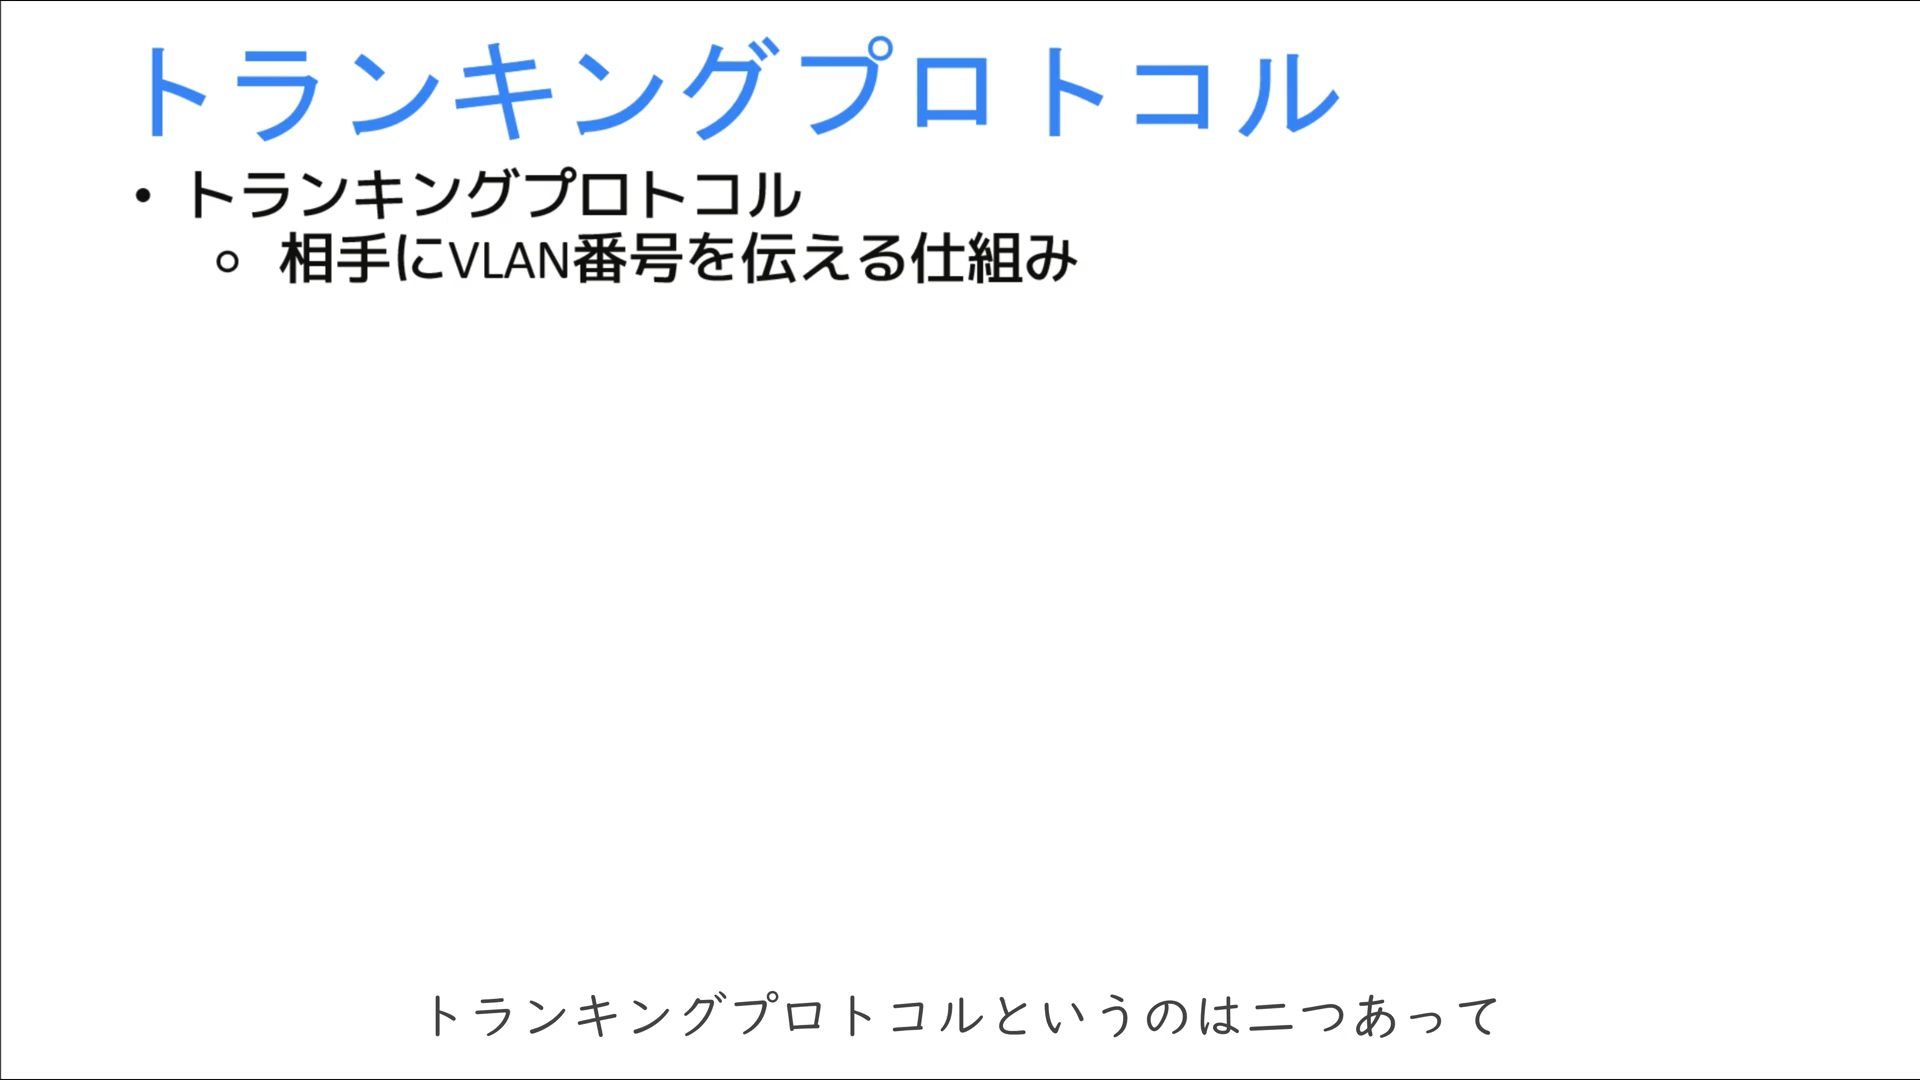 トランキングプロトコル
• トランキングプロトコル
○ 相手にVLAN番号を伝える仕組み
トランキングプロトコルというのは二つあって